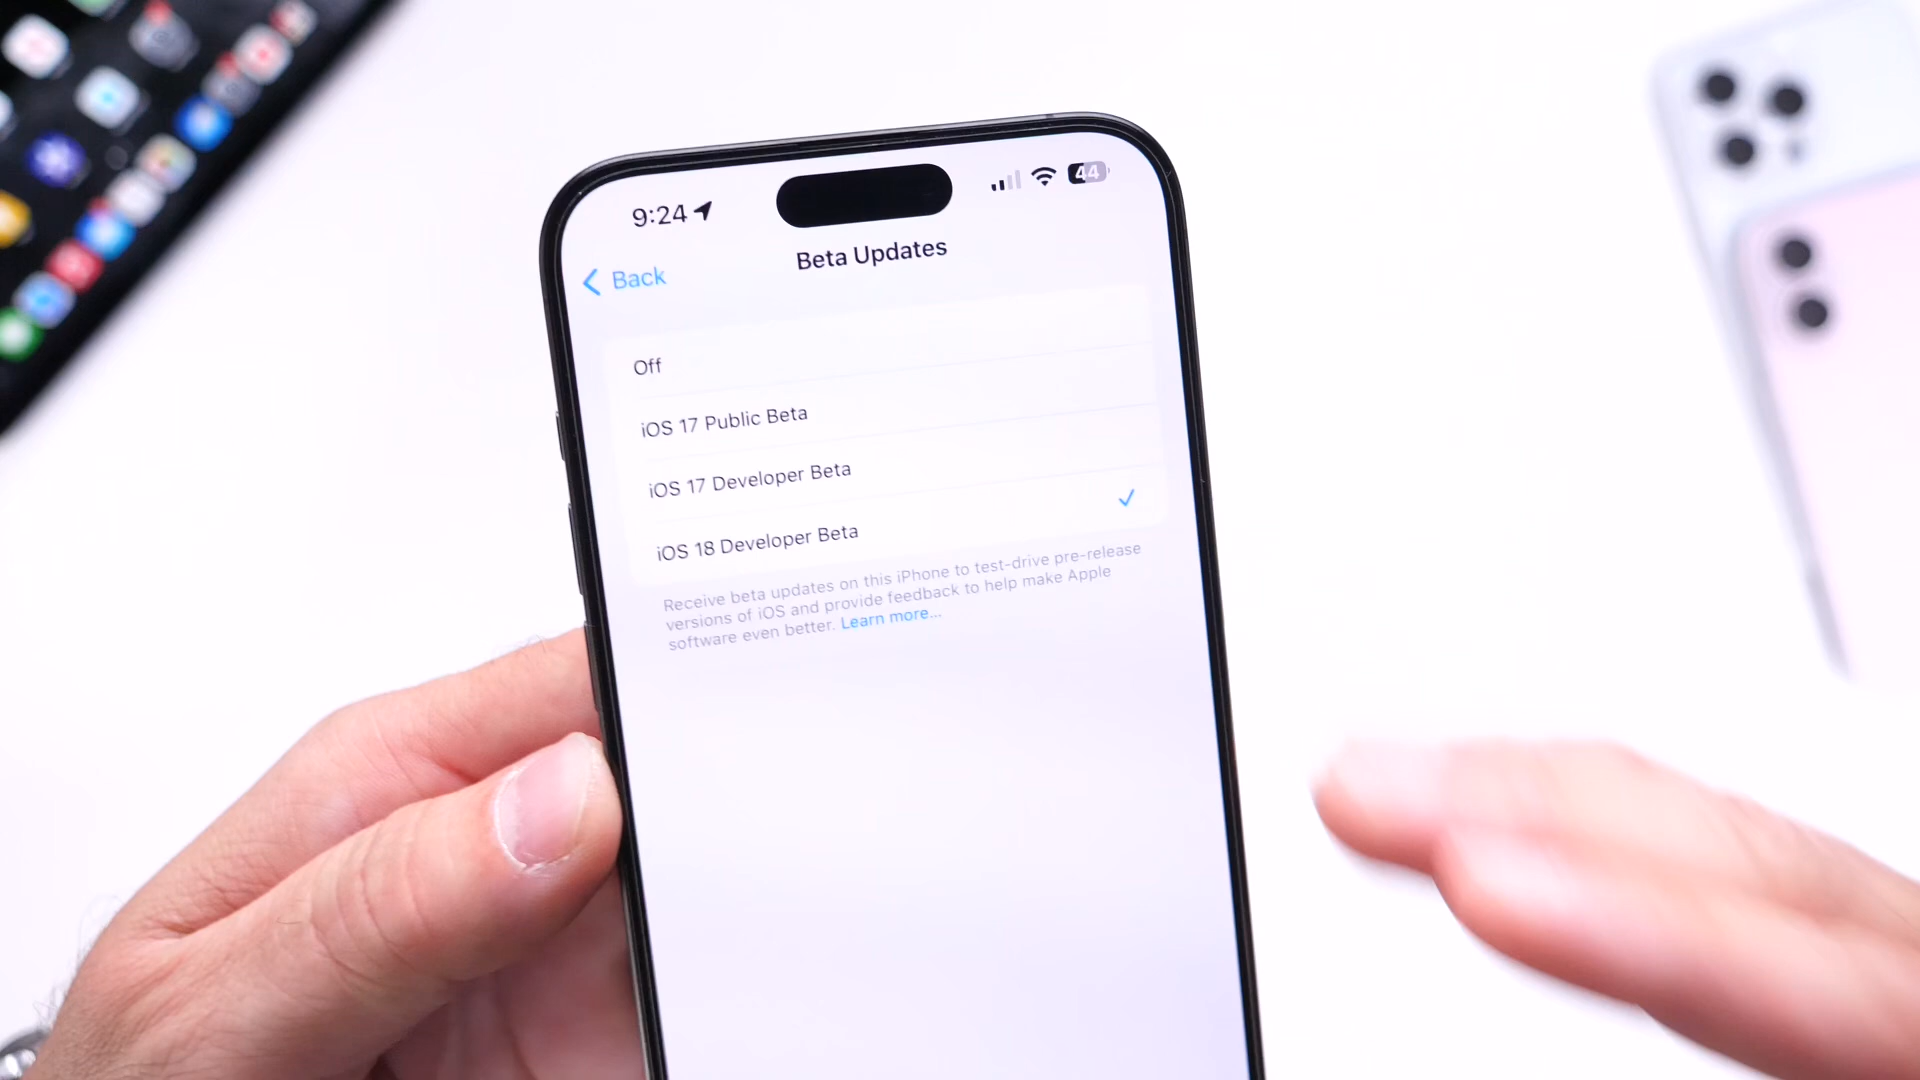 9:24
44
Back
Beta Updates
Off
iOS 17 Public Beta
iOS 17 Developer Beta
iOS 18 Developer Beta
Receive beta updates on this iPhone to test-drive pre-release
versions of iOS and provide feedback to help make Apple
software even better. Learn more...